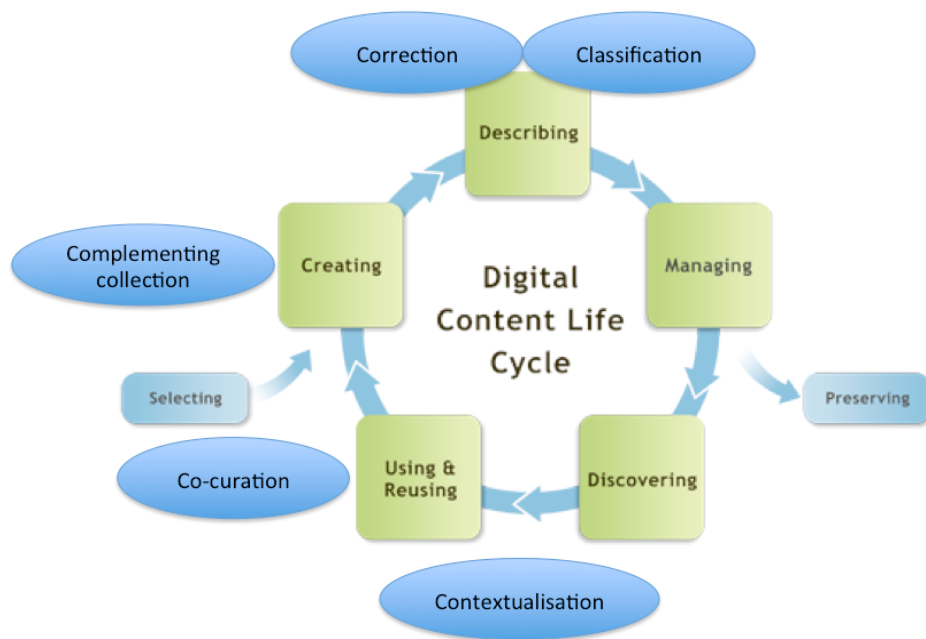 Correction
Classification
Describing
Complementing
collection
Creating
Managing
Digital
Content Life
Cycle
Selecting
Preserving
Co-curation
Using &
Reusing
Discovering
Contextualisation